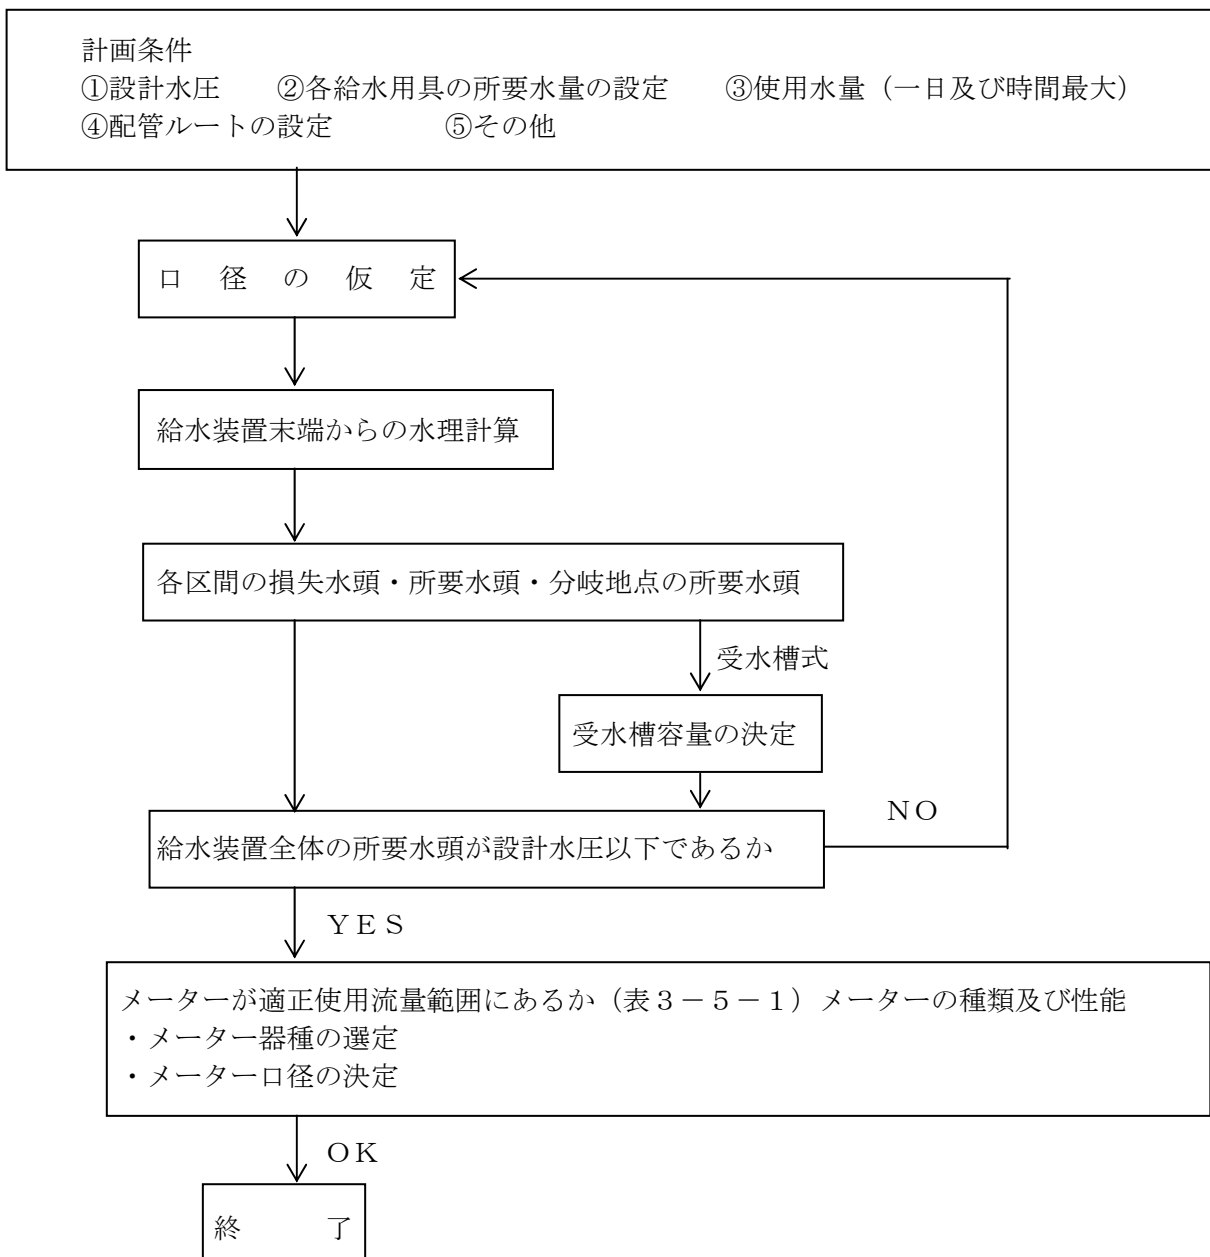 計画条件
①設計水圧　　②各給水用具の所要水量の設定　　③使用水量（一日及び時間最大）
④配管ルートの設定　　　　⑤その他
口　径　の　仮　定
給水装置末端からの水理計算
各区間の損失水頭・所要水頭・分岐地点の所要水頭
受水槽式
受水槽容量の決定
ＮＯ
給水装置全体の所要水頭が設計水圧以下であるか
ＹＥＳ
メーターが適正使用流量範囲にあるか（表３－５－１）メーターの種類及び性能
・メーター器種の選定
・メーター口径の決定
ＯＫ
終　　　了